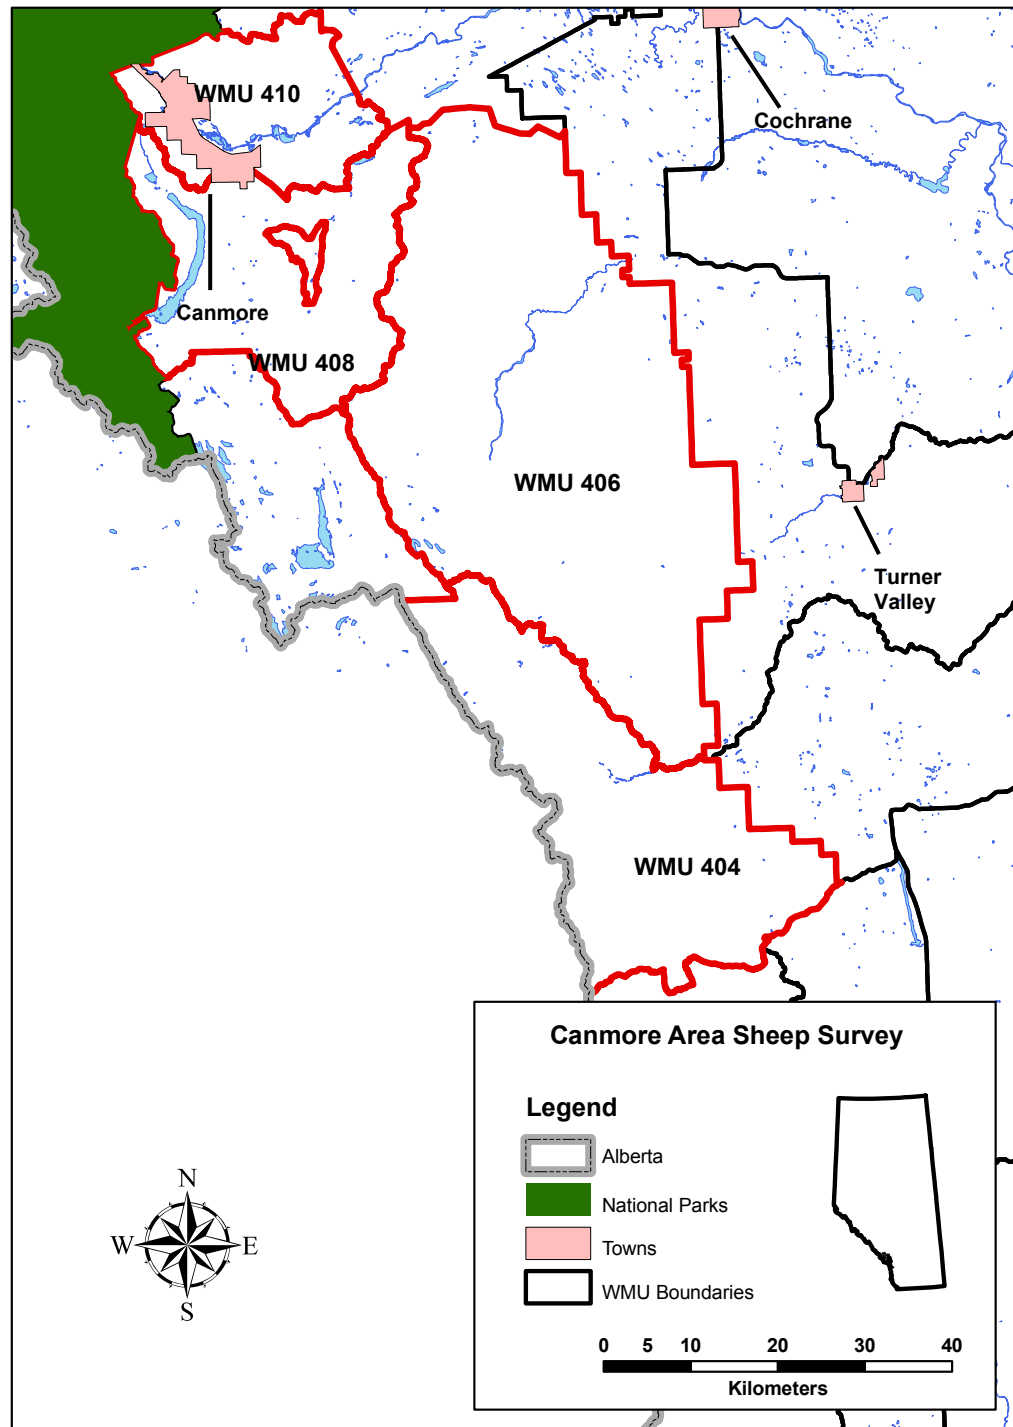 WMU 410
Cochrane
Canmore
WMU 408
WMU 406
Turner
Valley
WMU 404
Canmore Area Sheep Survey
Legend
Alberta
National Parks
Towns
WMU Boundaries
0 5 10 20 30 40
Kilometers
N
W E
S